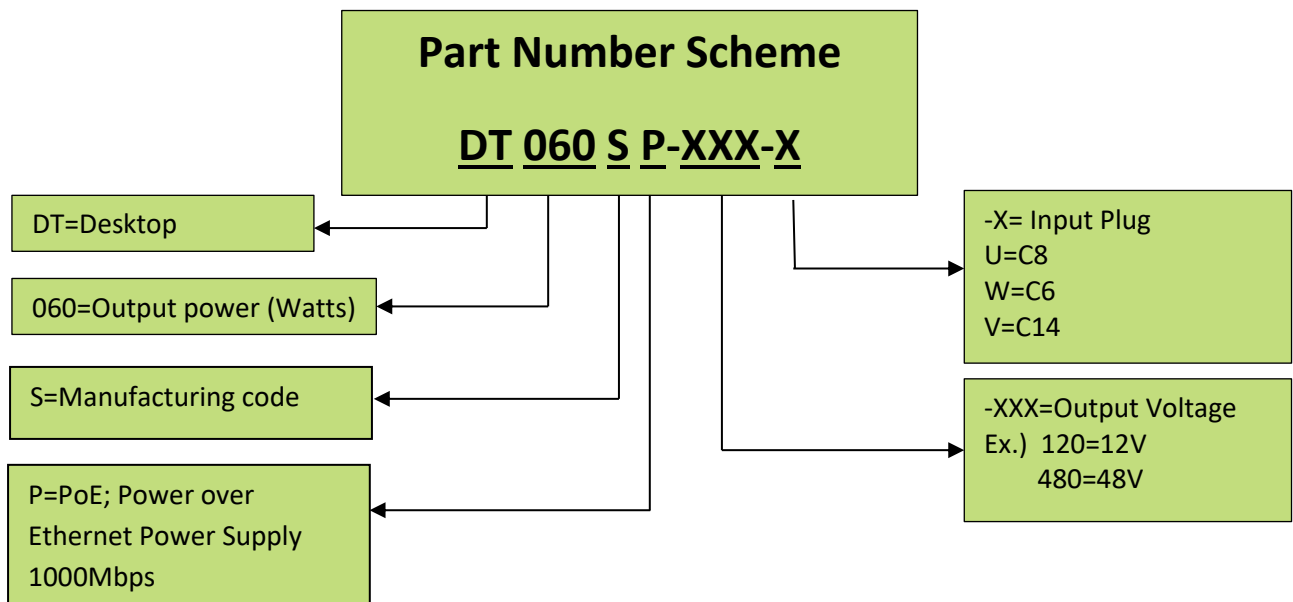 Part Number Scheme
DT 060 S P-XXX-X
DT=Desktop
060=Output power (Watts)
S=Manufacturing code
P=PoE; Power over
Ethernet Power Supply
1000Mbps
-X= Input Plug
U=C8
W=C6
V=C14
-XXX=Output Voltage
Ex.) 120=12V
480=48V